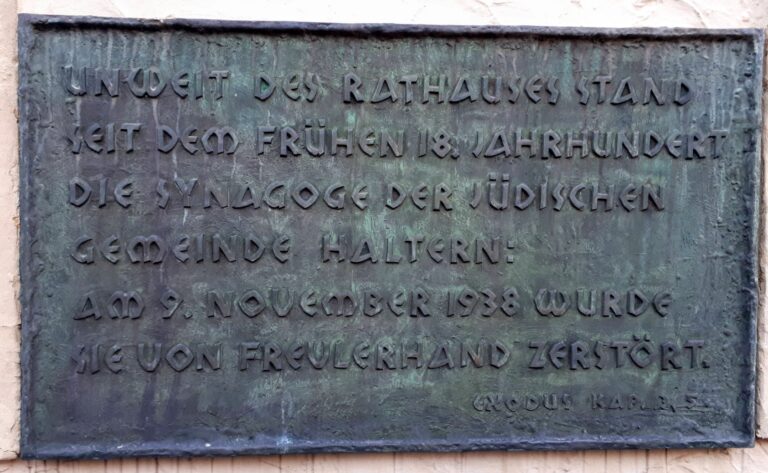 UNWEIT DES RATHAUSES STAND
SEIT DEM FRÜHEN 18. JAHRHUNDERT
DIE SYNAGOGE DER JÜDISCHEN
GEMEINDE HALTERN:
AM 9. NOVEMBER 1938 WURDE
SIE VON FREVLERHAND ZERSTÖRT.
EXODUS KAP. 3, 5